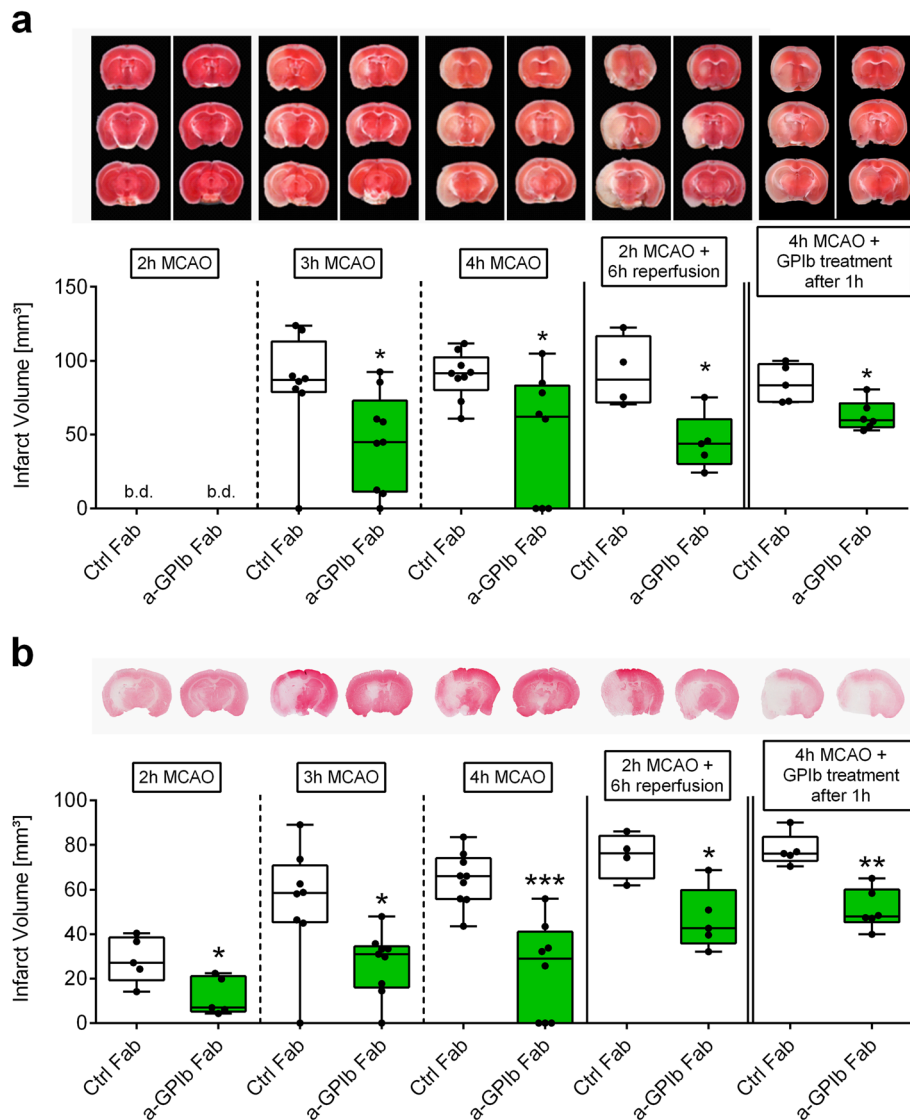 a
2h MCAO
3h MCAO
4h MCAO
2h MCAO +
6h reperfusion
4h MCAO +
GPIb treatment
after 1h
Infarct Volume [mm³]
150
100
50
0
b.d.
b.d.
*
*
*
*
Ctrl Fab
a-GPIb Fab
Ctrl Fab
a-GPIb Fab
Ctrl Fab
a-GPIb Fab
Ctrl Fab
a-GPIb Fab
Ctrl Fab
a-GPIb Fab
b
2h MCAO
3h MCAO
4h MCAO
2h MCAO +
6h reperfusion
4h MCAO +
GPIb treatment
after 1h
Infarct Volume [mm³]
100
80
60
40
20
0
*
*
***
*
**
Ctrl Fab
a-GPIb Fab
Ctrl Fab
a-GPIb Fab
Ctrl Fab
a-GPIb Fab
Ctrl Fab
a-GPIb Fab
Ctrl Fab
a-GPIb Fab